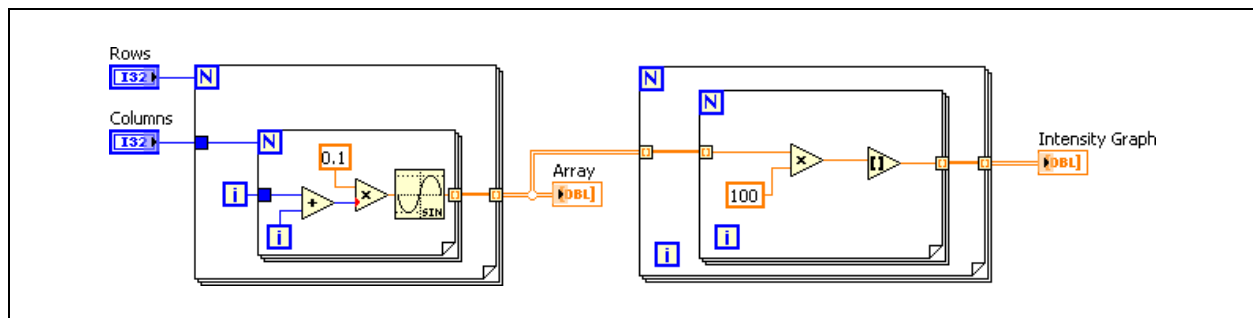 Rows
I32
N
N
Columns
I32
N
N
0.1
i
+
×
SIN
i
Array
DBL]
×
[]
100
i
i
Intensity Graph
DBL]